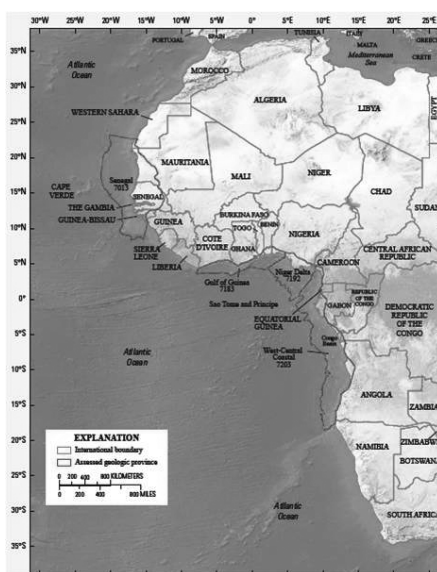 30°W 25°W 20°W 15°W 10°W 5°W 0° 5°E 10°E 15°E 20°E 25°E
PORTUGAL
SPAIN
TUNISIA
ITALY
GREECE
MALTA
Mediterranean
Sea
CRETE
35°N
Atlantic
Ocean
MOROCCO
30°N
ALGERIA
LIBYA
EGYPT
WESTERN SAHARA
25°N
20°N
MAURITANIA
MALI
NIGER
CHAD
SUDAN
Senegal
7013
CAPE
VERDE
SENEGAL
15°N
THE GAMBIA
GUINEA-BISSAU
GUINEA
BURKINA FASO
BENIN
TOGO
NIGERIA
10°N
SIERRA
LEONE
COTE
D'IVOIRE
GHANA
CENTRAL AFRICAN
REPUBLIC
LIBERIA
CAMEROON
5°N
Gulf of Guinea
7183
Niger Delta
7192
Sao Tome and Principe
0°
EQUATORIAL
GUINEA
GABON
REPUBLIC
OF THE
CONGO
DEMOCRATIC
REPUBLIC
OF THE
CONGO
5°S
Atlantic
Ocean
West-Central
Coastal
7203
Congo
Basin
10°S
ANGOLA
ZAMBIA
15°S
20°S
NAMIBIA
ZIMBABWE
BOTSWANA
EXPLANATION
International boundary
Assessed geologic province
0 200 400 800 KILOMETERS
0 200 400 800 MILES
25°S
30°S
Atlantic
Ocean
SOUTH AFRICA
35°S